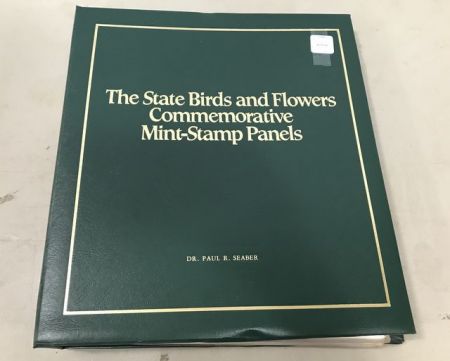 The State Birds and Flowers
Commemorative
Mint-Stamp Panels
DR. PAUL R. SEABER